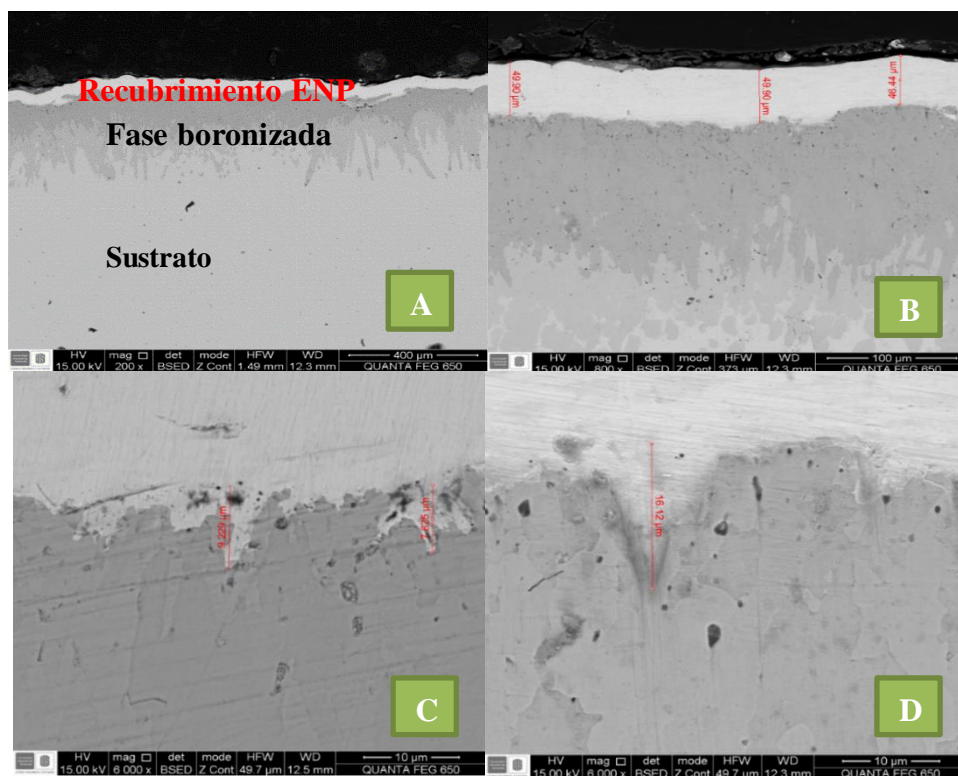 Recubrimiento ENP
Fase boronizada
Sustrato
A
HV mag □ det mode HFW WD
15.00 kV 200 x BSED Z Cont 1.49 mm 12.3 mm
400 µm
QUANTA FEG 650
49.90 µm
49.90 µm
46.44 µm
B
HV mag □ det mode HFW WD
15.00 kV 800 x BSED Z Cont 373 µm 12.3 mm
100 µm
QUANTA FEG 650
9.229 µm
C
HV mag □ det mode HFW WD
15.00 kV 6 000 x BSED Z Cont 49.7 µm 12.5 mm
10 µm
QUANTA FEG 650
16.12 µm
D
HV mag □ det mode HFW WD
15.00 kV 6 000 x BSED Z Cont 49.7 µm 12.3 mm
10 µm
QUANTA FEG 650